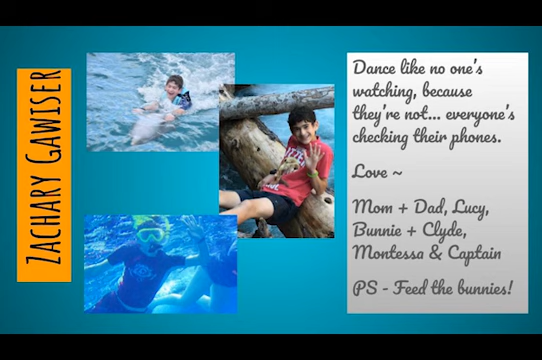 ZACHARY GAWISER
Dance like no one's
watching, because
they're not... everyone's
checking their phones.
Love ~
Mom + Dad, Lucy,
Bunnie + Clyde,
Montessa & Captain
PS - Feed the bunnies!